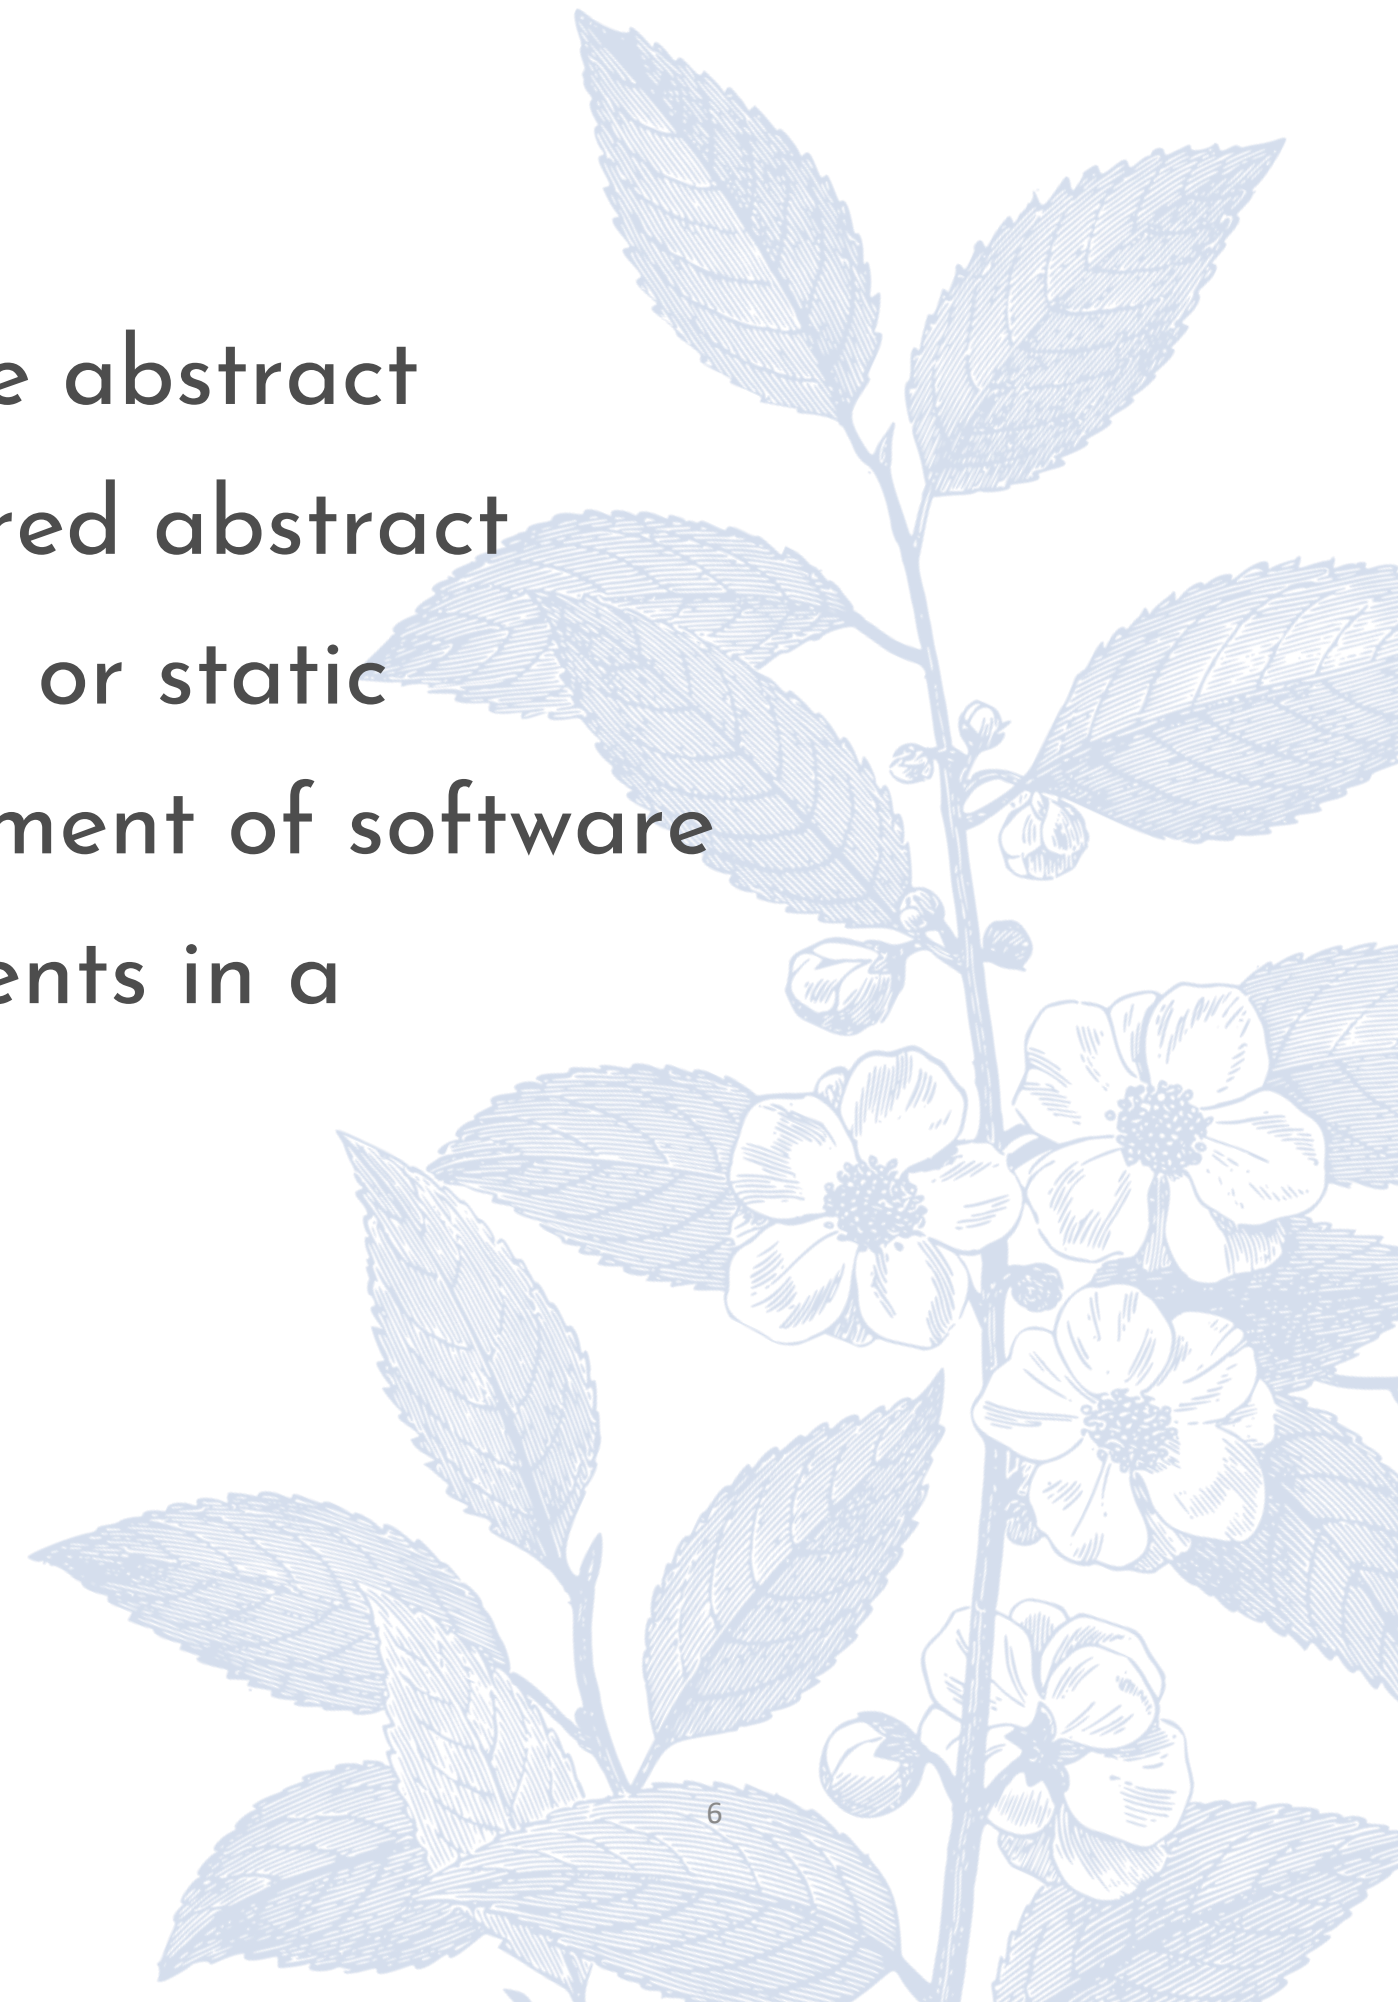 e abstract
red abstract
or static
ment of software
ents in a
6